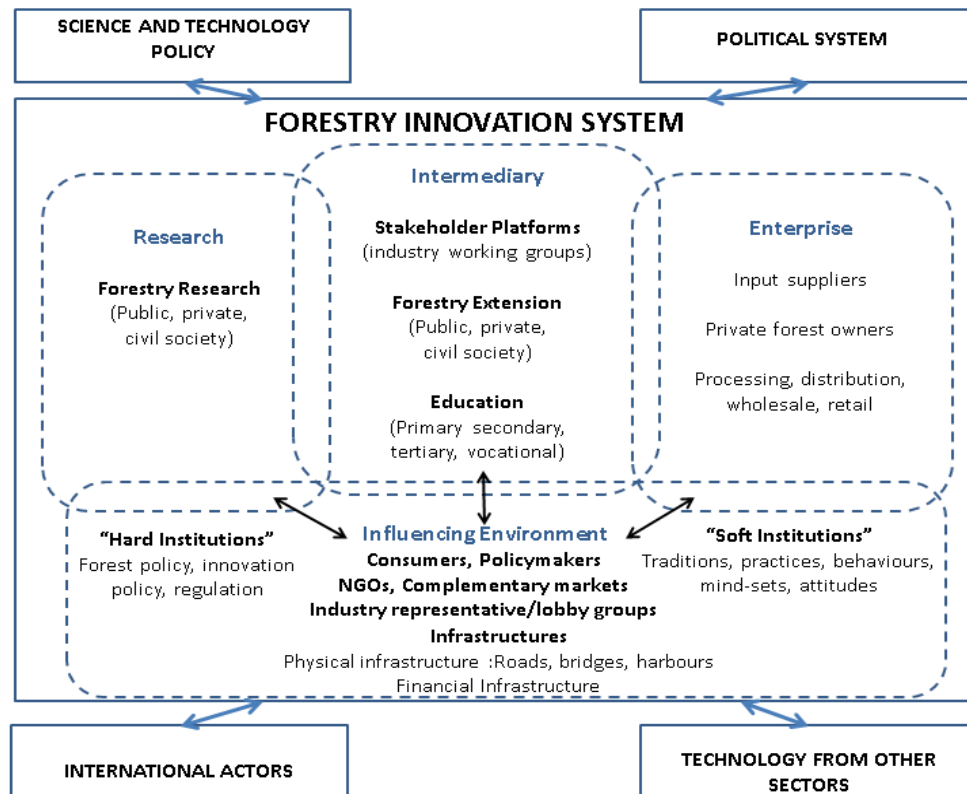 SCIENCE AND TECHNOLOGY
POLICY
POLITICAL SYSTEM
FORESTRY INNOVATION SYSTEM
Research
Forestry Research
(Public, private,
civil society)
Intermediary
Stakeholder Platforms
(industry working groups)
Forestry Extension
(Public, private,
civil society)
Education
(Primary secondary,
tertiary, vocational)
Enterprise
Input suppliers
Private forest owners
Processing, distribution,
wholesale, retail
“Hard Institutions”
Forest policy, innovation
policy, regulation
Influencing Environment
Consumers, Policymakers
NGOs, Complementary markets
Industry representative/lobby groups
Infrastructures
Physical infrastructure :Roads, bridges, harbours
Financial Infrastructure
“Soft Institutions”
Traditions, practices, behaviours,
mind-sets, attitudes
INTERNATIONAL ACTORS
TECHNOLOGY FROM OTHER
SECTORS